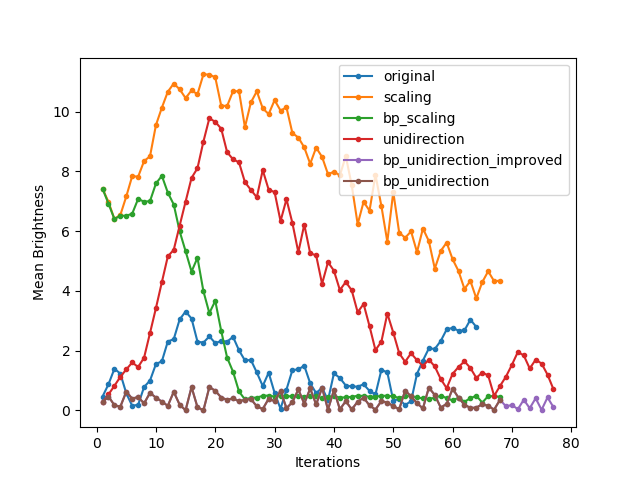 original
scaling
bp_scaling
unidirection
bp_unidirection_improved
bp_unidirection
Mean Brightness
10
8
6
4
2
0
0 10 20 30 40 50 60 70 80
Iterations